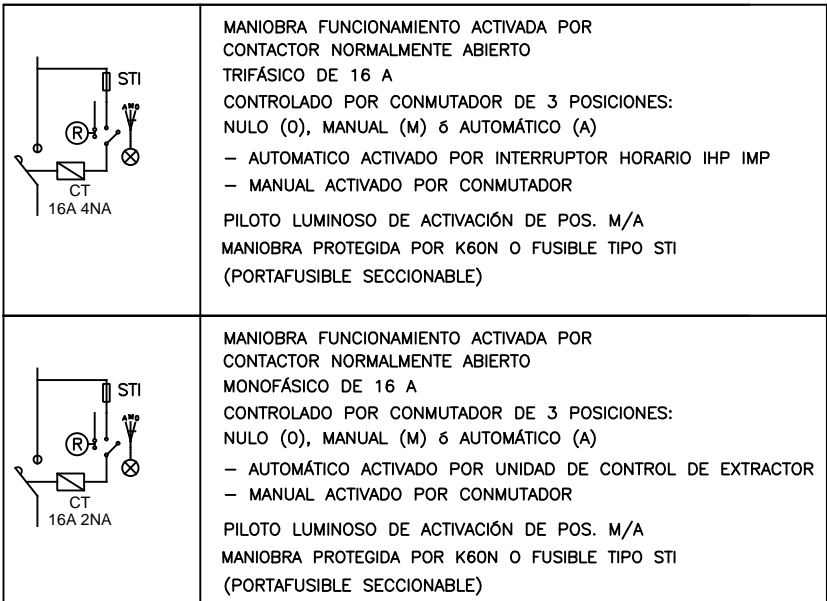 STI
A M O
R
CT
16A 4NA
MANIOBRA FUNCIONAMIENTO ACTIVADA POR
CONTACTOR NORMALMENTE ABIERTO
TRIFÁSICO DE 16 A
CONTROLADO POR CONMUTADOR DE 3 POSICIONES:
NULO (0), MANUAL (M) ó AUTOMÁTICO (A)
– AUTOMATICO ACTIVADO POR INTERRUPTOR HORARIO IHP IMP
– MANUAL ACTIVADO POR CONMUTADOR
PILOTO LUMINOSO DE ACTIVACIÓN DE POS. M/A
MANIOBRA PROTEGIDA POR K60N O FUSIBLE TIPO STI
(PORTAFUSIBLE SECCIONABLE)
STI
A M O
R
CT
16A 2NA
MANIOBRA FUNCIONAMIENTO ACTIVADA POR
CONTACTOR NORMALMENTE ABIERTO
MONOFÁSICO DE 16 A
CONTROLADO POR CONMUTADOR DE 3 POSICIONES:
NULO (0), MANUAL (M) ó AUTOMÁTICO (A)
– AUTOMÁTICO ACTIVADO POR UNIDAD DE CONTROL DE EXTRACTOR
– MANUAL ACTIVADO POR CONMUTADOR
PILOTO LUMINOSO DE ACTIVACIÓN DE POS. M/A
MANIOBRA PROTEGIDA POR K60N O FUSIBLE TIPO STI
(PORTAFUSIBLE SECCIONABLE)